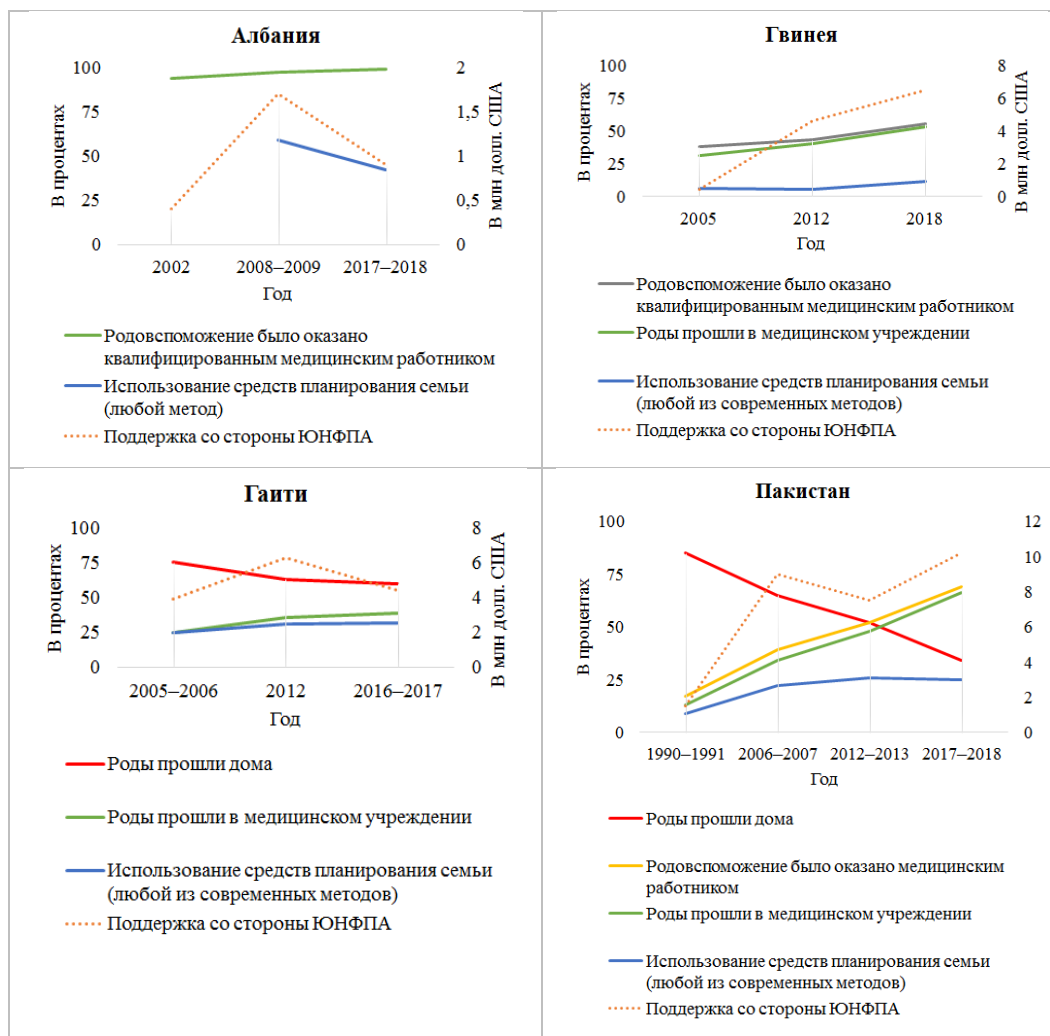 Албания
В процентах
100
75
50
25
0
2
1,5
1
0,5
0
В млн долл. США
2002
2008–2009
2017–2018
Год
Родовспоможение было оказано
квалифицированным медицинским работником
Использование средств планирования семьи
(любой метод)
Поддержка со стороны ЮНФПА
Гвинея
В процентах
100
75
50
25
0
8
6
4
2
0
В млн долл. США
2005
2012
2018
Год
Родовспоможение было оказано
квалифицированным медицинским работником
Роды прошли в медицинском учреждении
Использование средств планирования семьи
(любой из современных методов)
Поддержка со стороны ЮНФПА
Гаити
В процентах
100
75
50
25
0
8
6
4
2
0
В млн долл. США
2005–2006
2012
2016–2017
Год
Роды прошли дома
Роды прошли в медицинском учреждении
Использование средств планирования семьи
(любой из современных методов)
Поддержка со стороны ЮНФПА
Пакистан
В процентах
100
75
50
25
0
12
10
8
6
4
2
0
1990–1991
2006–2007
2012–2013
2017–2018
Год
Роды прошли дома
Родовспоможение было оказано медицинским
работником
Роды прошли в медицинском учреждении
Использование средств планирования семьи
(любой из современных методов)
Поддержка со стороны ЮНФПА